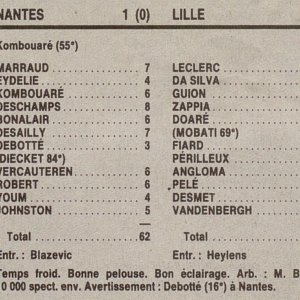 NANTES 1 (0) LILLE
Kombouaré (55°)
MARRAUD 7 LECLERC
EYDELIE 4 DA SILVA
KOMBOUARÉ 6 GUION
DESCHAMPS 8 ZAPPIA
BONALAIR 6 DOARÉ
DESAILLY 7 (MOBATI 69°)
DEBOTTÉ 3 FIARD
DIECKET 84°) PÉRILLEUX
VERCAUTEREN 6 ANGLOMA
ROBERT 6 PELÉ
YOUM 4 DESMET
JOHNSTON 5 VANDENBERGH
Total 62 Total
Entr. : Blazevic Entr. : Heylens
Temps froid. Bonne pelouse. Bon éclairage. Arb. : M. B
0 000 spect. env. Avertissement : Debotté (16°) à Nantes.